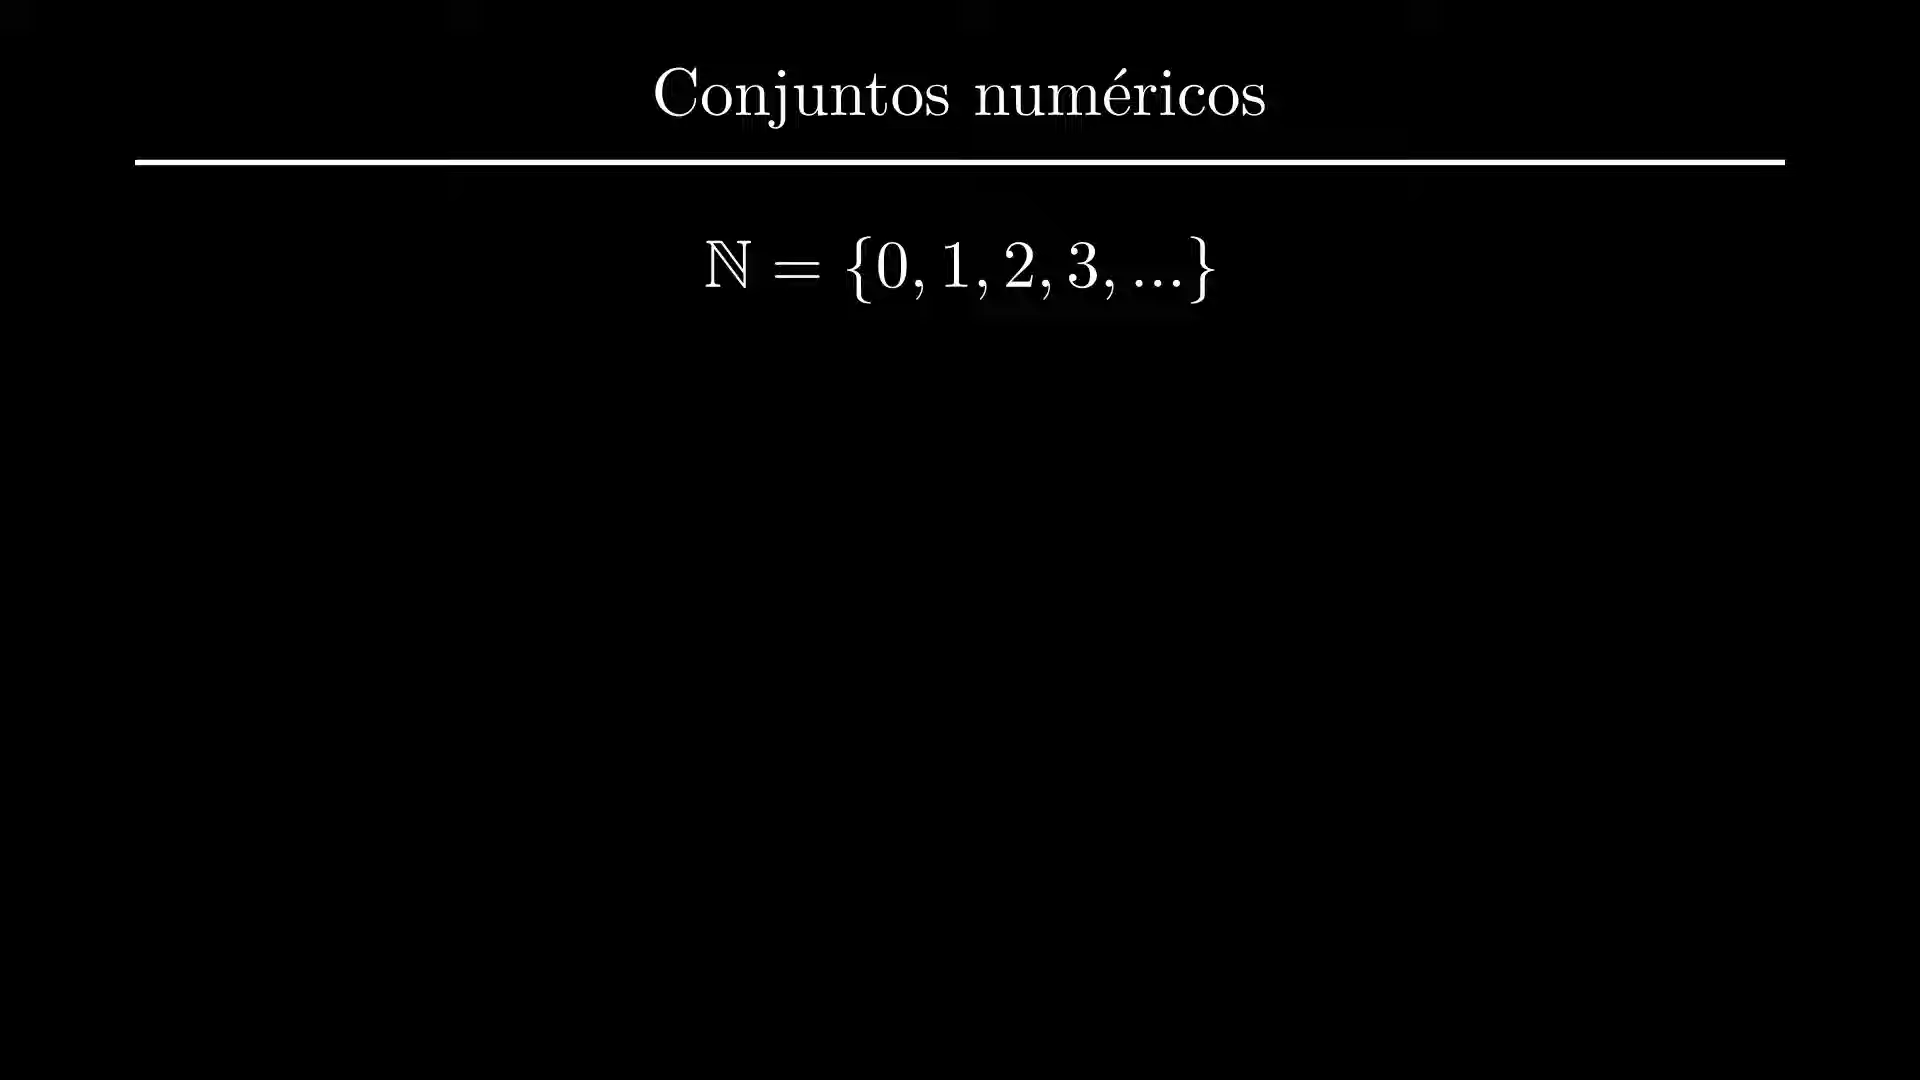 Conjuntos numéricos
ℕ = {0, 1, 2, 3, ...}